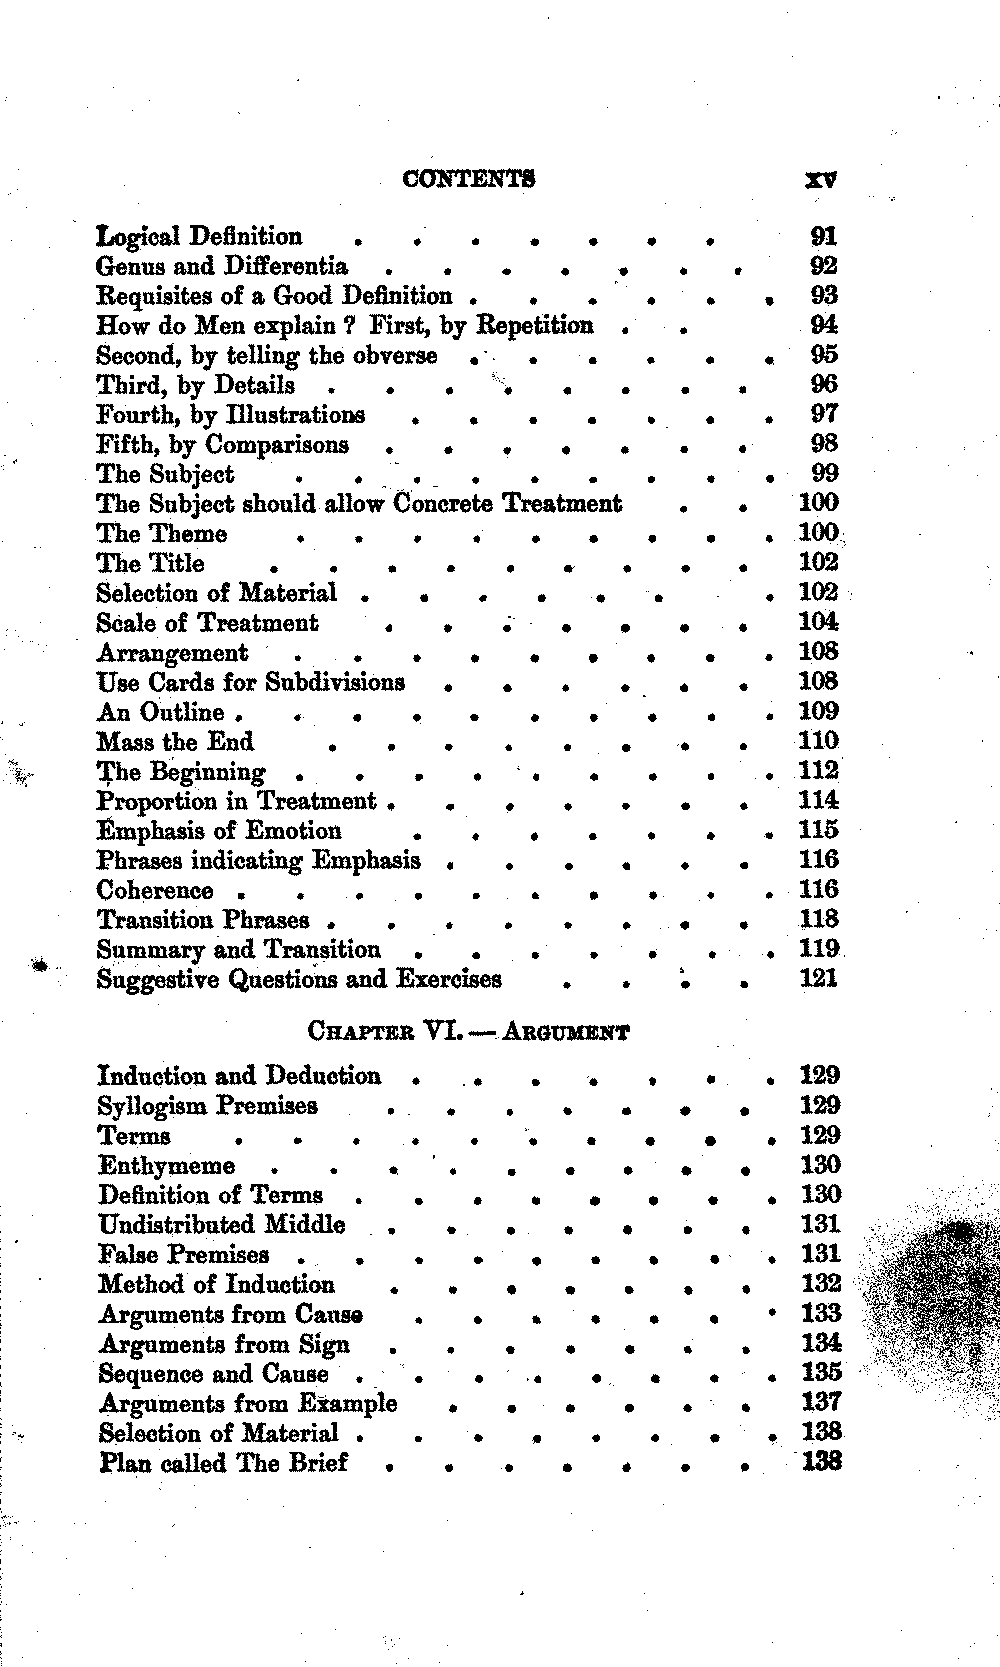 CONTENTS xv
Logical Definition . . . . . . . 91
Genus and Differentia . . . . . . . 92
Requisites of a Good Definition . . . . . . 93
How do Men explain ? First, by Repetition . . 94
Second, by telling the obverse . . . . . . 95
Third, by Details . . . . . . . . 96
Fourth, by Illustrations . . . . . . . 97
Fifth, by Comparisons . . . . . . . 98
The Subject . . . . . . . . . 99
The Subject should allow Concrete Treatment . . 100
The Theme . . . . . . . . . 100
The Title . . . . . . . . . 102
Selection of Material . . . . . . . 102
Scale of Treatment . . . . . . . 104
Arrangement . . . . . . . . . 108
Use Cards for Subdivisions . . . . . . 108
An Outline . . . . . . . . . . 109
Mass the End . . . . . . . . 110
The Beginning . . . . . . . . . 112
Proportion in Treatment . . . . . . . 114
Emphasis of Emotion . . . . . . . 115
Phrases indicating Emphasis . . . . . . 116
Coherence . . . . . . . . . . 116
Transition Phrases . . . . . . . . 118
Summary and Transition . . . . . . . 119
Suggestive Questions and Exercises . . . . 121
CHAPTER VI. — ARGUMENT
Induction and Deduction . . . . . . . 129
Syllogism Premises . . . . . . . 129
Terms . . . . . . . . . . 129
Enthymeme . . . . . . . . . 130
Definition of Terms . . . . . . . . 130
Undistributed Middle . . . . . . . 131
False Premises . . . . . . . . . 131
Method of Induction . . . . . . . 132
Arguments from Cause . . . . . . . 133
Arguments from Sign . . . . . . . 134
Sequence and Cause . . . . . . . . 135
Arguments from Example . . . . . . 137
Selection of Material . . . . . . . . 138
Plan called The Brief . . . . . . . 138